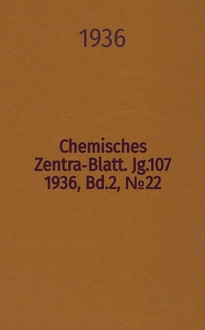 1936
Chemisches
Zentra-Blatt. Jg.107
1936, Bd.2, №22